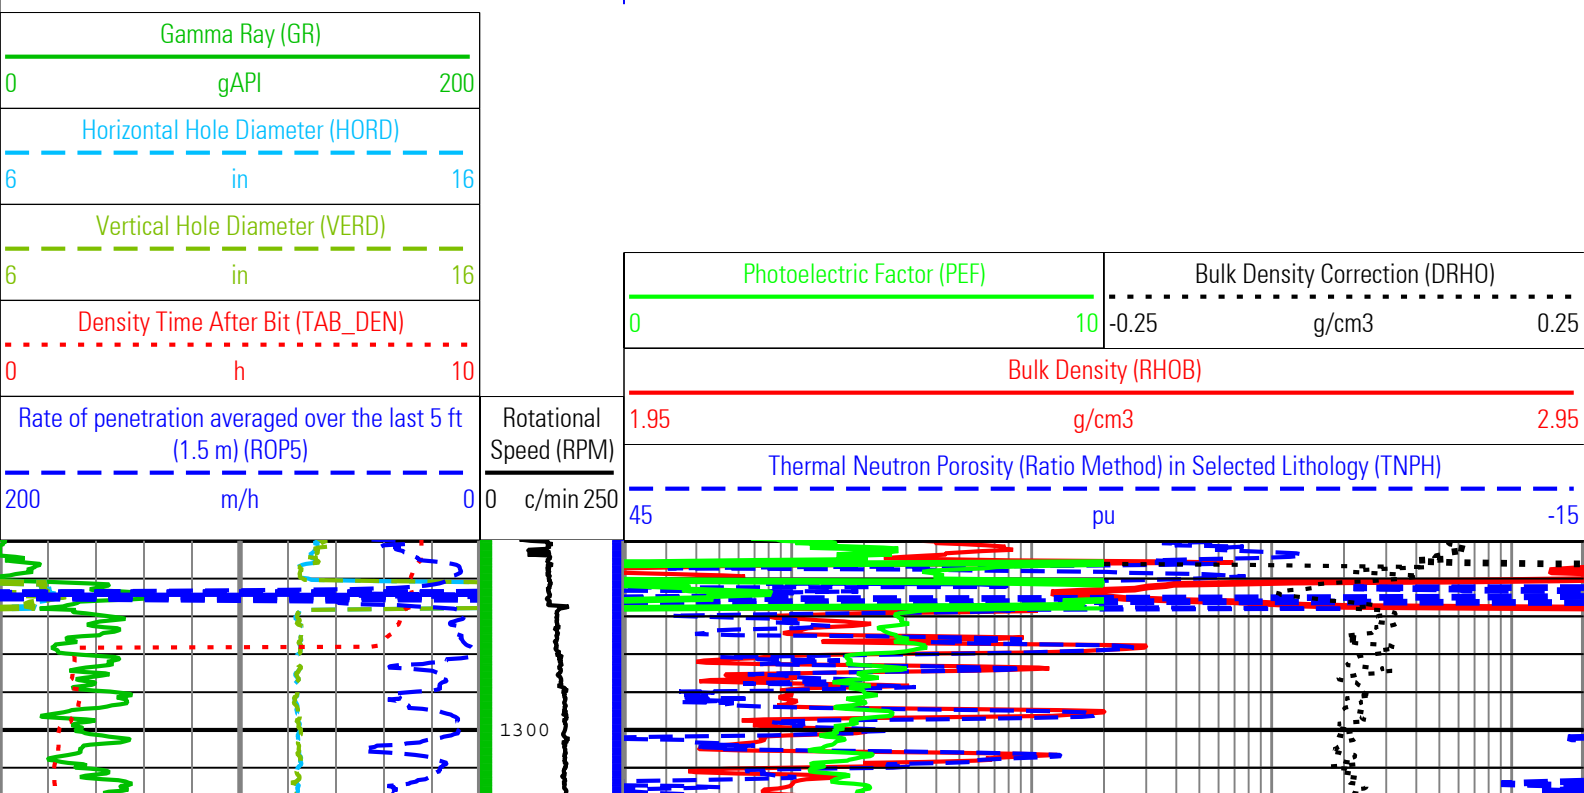 Gamma Ray (GR)
0 gAPI 200
Horizontal Hole Diameter (HORD)
6 in 16
Vertical Hole Diameter (VERD)
6 in 16
Density Time After Bit (TAB_DEN)
0 h 10
Rate of penetration averaged over the last 5 ft
(1.5 m) (ROP5)
200 m/h 0
Rotational
Speed (RPM)
0 c/min 250
Photoelectric Factor (PEF)
0 10
Bulk Density Correction (DRHO)
-0.25 g/cm3 0.25
Bulk Density (RHOB)
1.95 g/cm3 2.95
Thermal Neutron Porosity (Ratio Method) in Selected Lithology (TNPH)
45 pu -15
1300